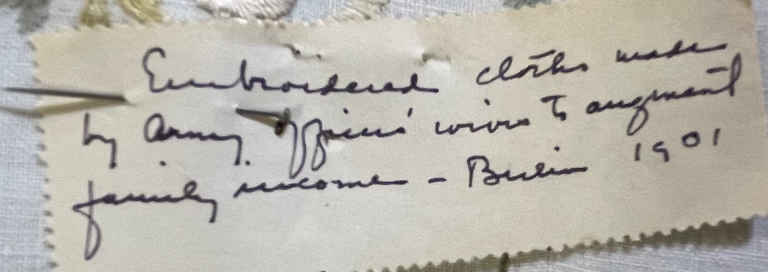 Embroidered cloths made
by Army officers' wives to augment
family income - Berlin 1901